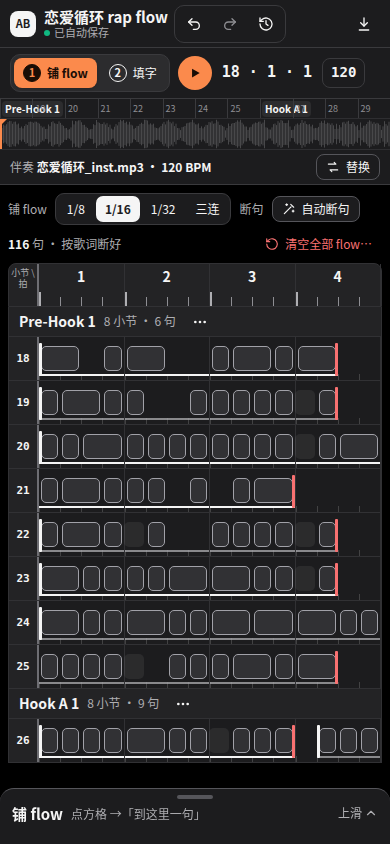 AB
恋爱循环 rap flow
已自动保存
1 铺 flow
2 填字
18 · 1 · 1
120
Pre-Hook 1 20 21 22 23 24 25 Hook A 1 28 29
伴奏 恋爱循环_inst.mp3 · 120 BPM
替换
铺 flow 1/8 1/16 1/32 三连 断句 自动断句
116 句 · 按歌词断好
清空全部 flow…
小节 \ 拍 1 2 3 4
Pre-Hook 1 8 小节 · 6 句 ···
18
19
20
21
22
23
24
25
Hook A 1 8 小节 · 9 句 ···
26
铺 flow 点方格 →「到这里一句」 上滑